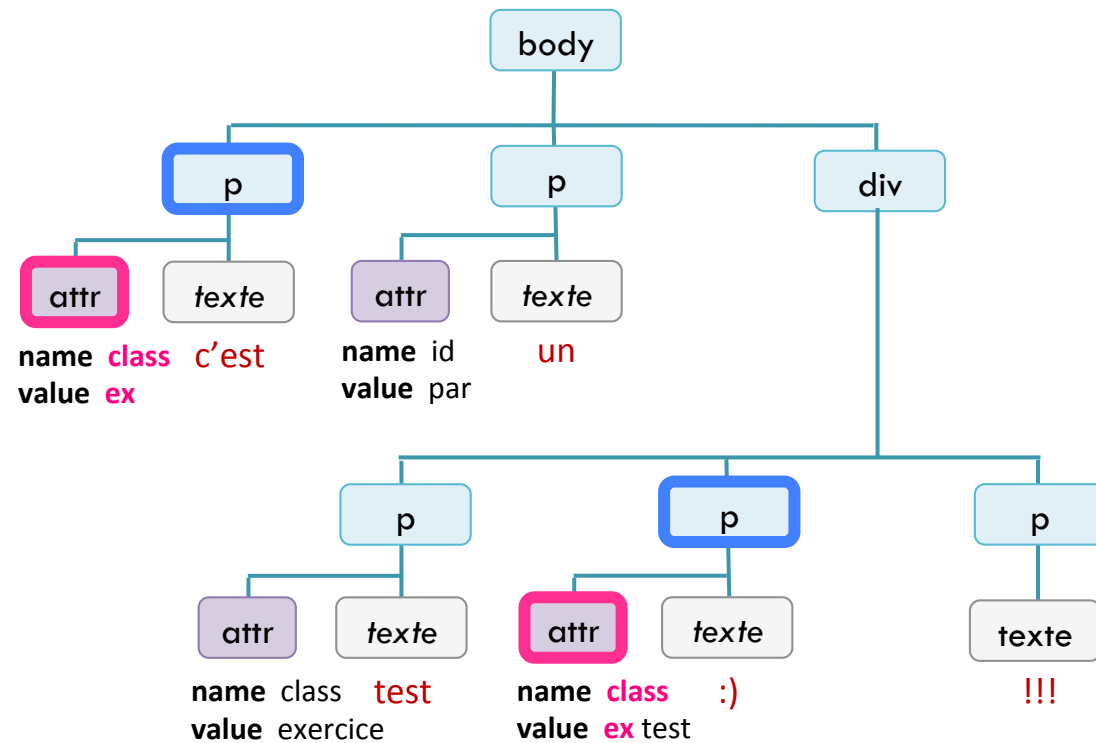 body
p p div
attr texte attr texte
name class c'est name id un
value ex value par
p p p
attr texte attr texte texte
name class test name class :) !!!
value exercice value ex test